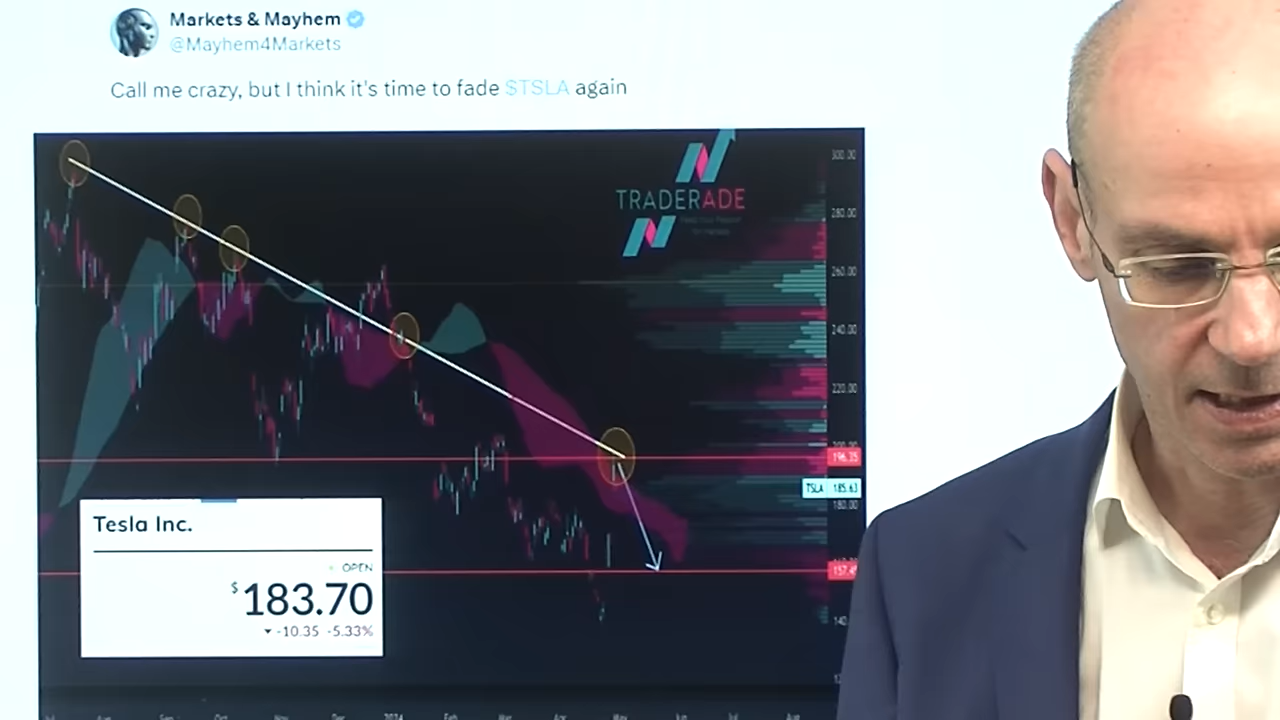 Markets & Mayhem
@Mayhem4Markets
Call me crazy, but I think it's time to fade $TSLA again
TRADERADE
300.00
280.00
260.00
240.00
220.00
196.35
TSLA 185.63
180.00
Tesla Inc.
OPEN
$183.70
-10.35 -5.33%
2024